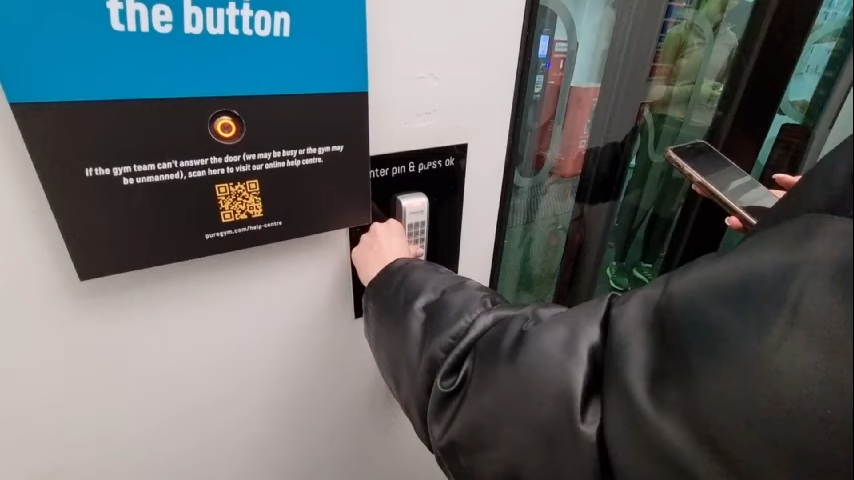 the button
If the gym team can't answer the door (we may be busy or the gym may
be unmanned), scan here to visit our online help centre.
puregym.com/help-centre
nter pin & press ok